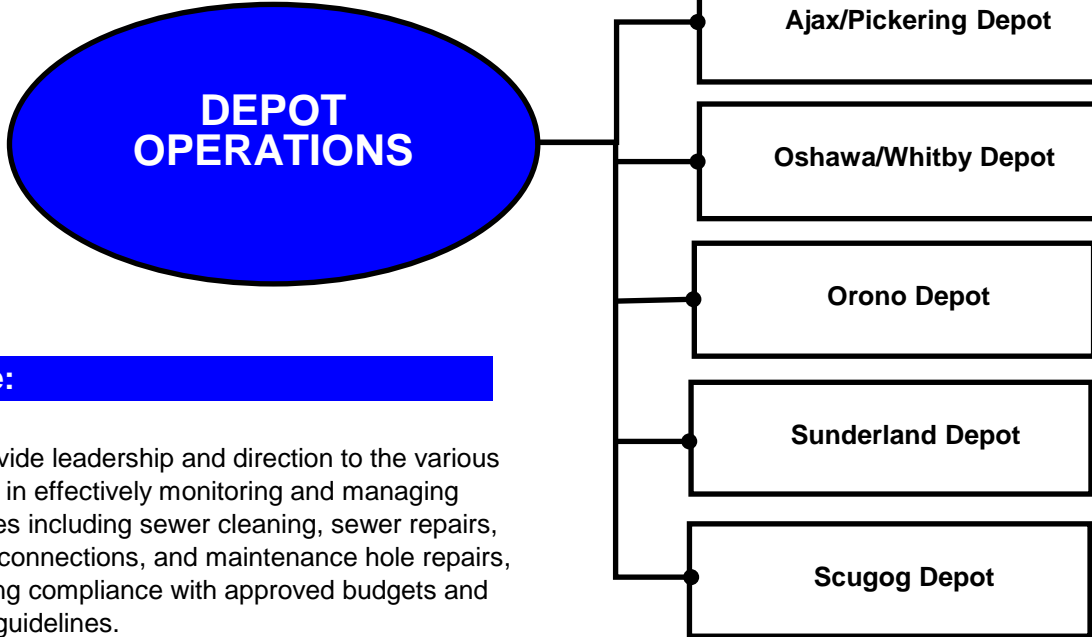 DEPOT
OPERATIONS
Ajax/Pickering Depot
Oshawa/Whitby Depot
Orono Depot
Sunderland Depot
Scugog Depot
e:
vide leadership and direction to the various
in effectively monitoring and managing
es including sewer cleaning, sewer repairs,
connections, and maintenance hole repairs,
ng compliance with approved budgets and
guidelines.